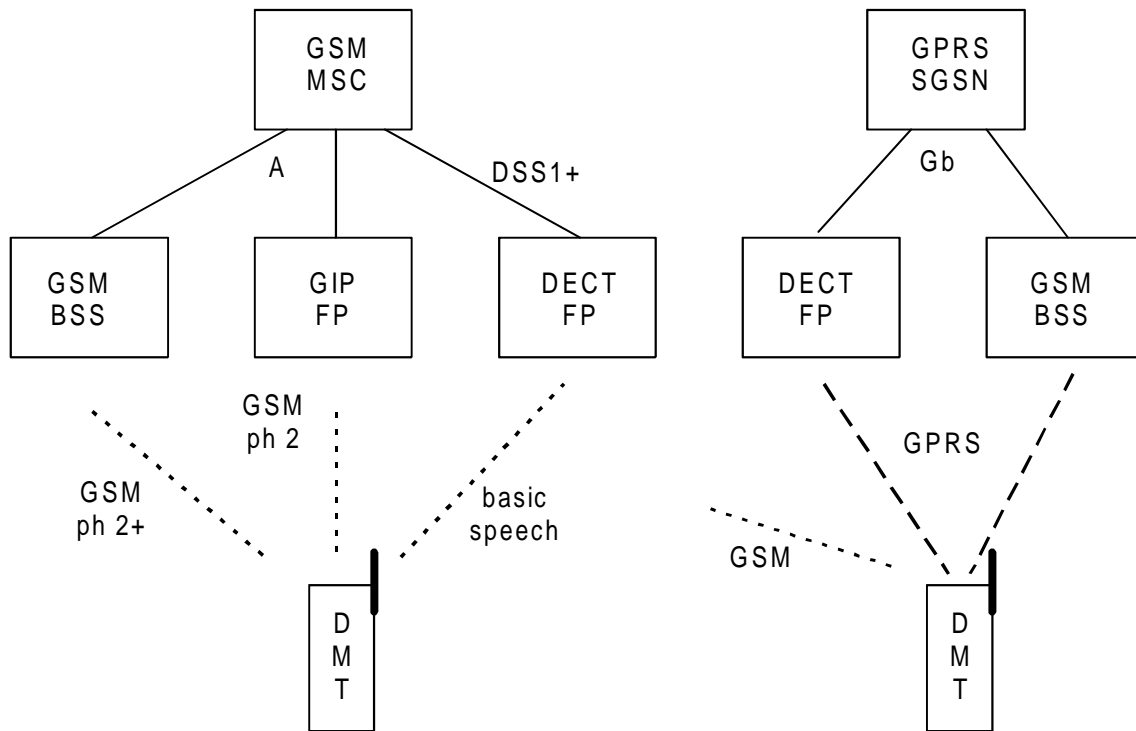 GSM
MSC
GPRS
SGSN
A
DSS1+
Gb
GSM
BSS
GIP
FP
DECT
FP
DECT
FP
GSM
BSS
GSM
ph 2
GSM
ph 2+
basic
speech
GPRS
GSM
D
M
T
D
M
T